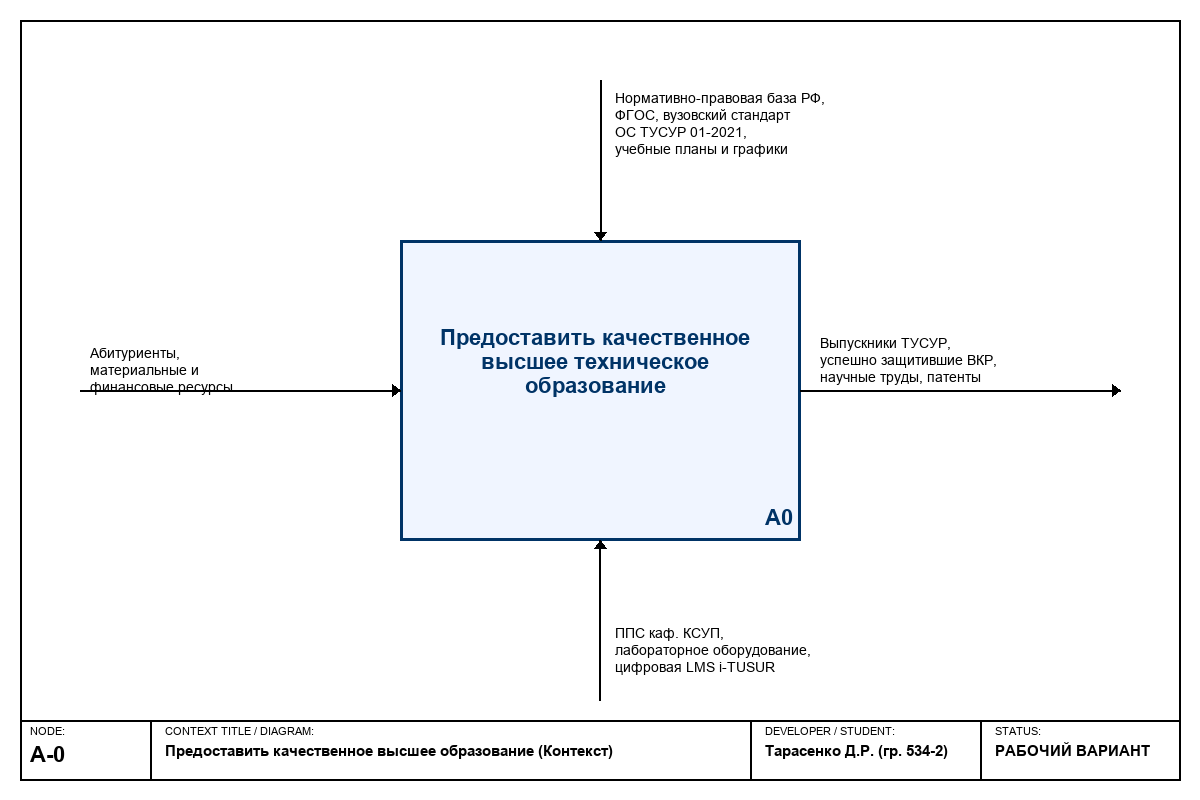 Нормативно-правовая база РФ,
ФГОС, вузовский стандарт
ОС ТУСУР 01-2021,
учебные планы и графики
Абитуриенты,
материальные и
финансовые ресурсы
Предоставить качественное
высшее техническое
образование
A0
Выпускники ТУСУР,
успешно защитившие ВКР,
научные труды, патенты
ППС каф. КСУП,
лабораторное оборудование,
цифровая LMS i-TUSUR
NODE:
A-0
CONTEXT TITLE / DIAGRAM:
Предоставить качественное высшее образование (Контекст)
DEVELOPER / STUDENT:
Тарасенко Д.Р. (гр. 534-2)
STATUS:
РАБОЧИЙ ВАРИАНТ